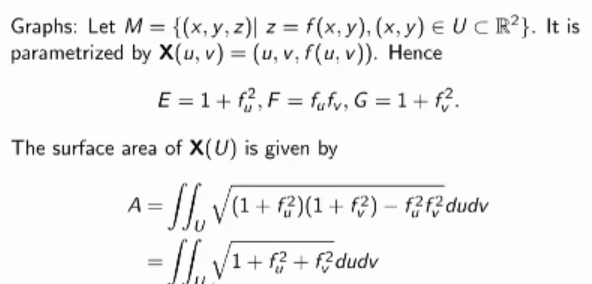 Graphs: Let M = {(x, y, z)| z = f(x, y), (x, y) ∈ U ⊂ ℝ²}. It is
parametrized by X(u, v) = (u, v, f(u, v)). Hence
E = 1 + f_u², F = f_u f_v, G = 1 + f_v².
The surface area of X(U) is given by
A = ∬_U √((1 + f_u²)(1 + f_v²) − f_u² f_v²) dudv
= ∬_U √(1 + f_u² + f_v²) dudv